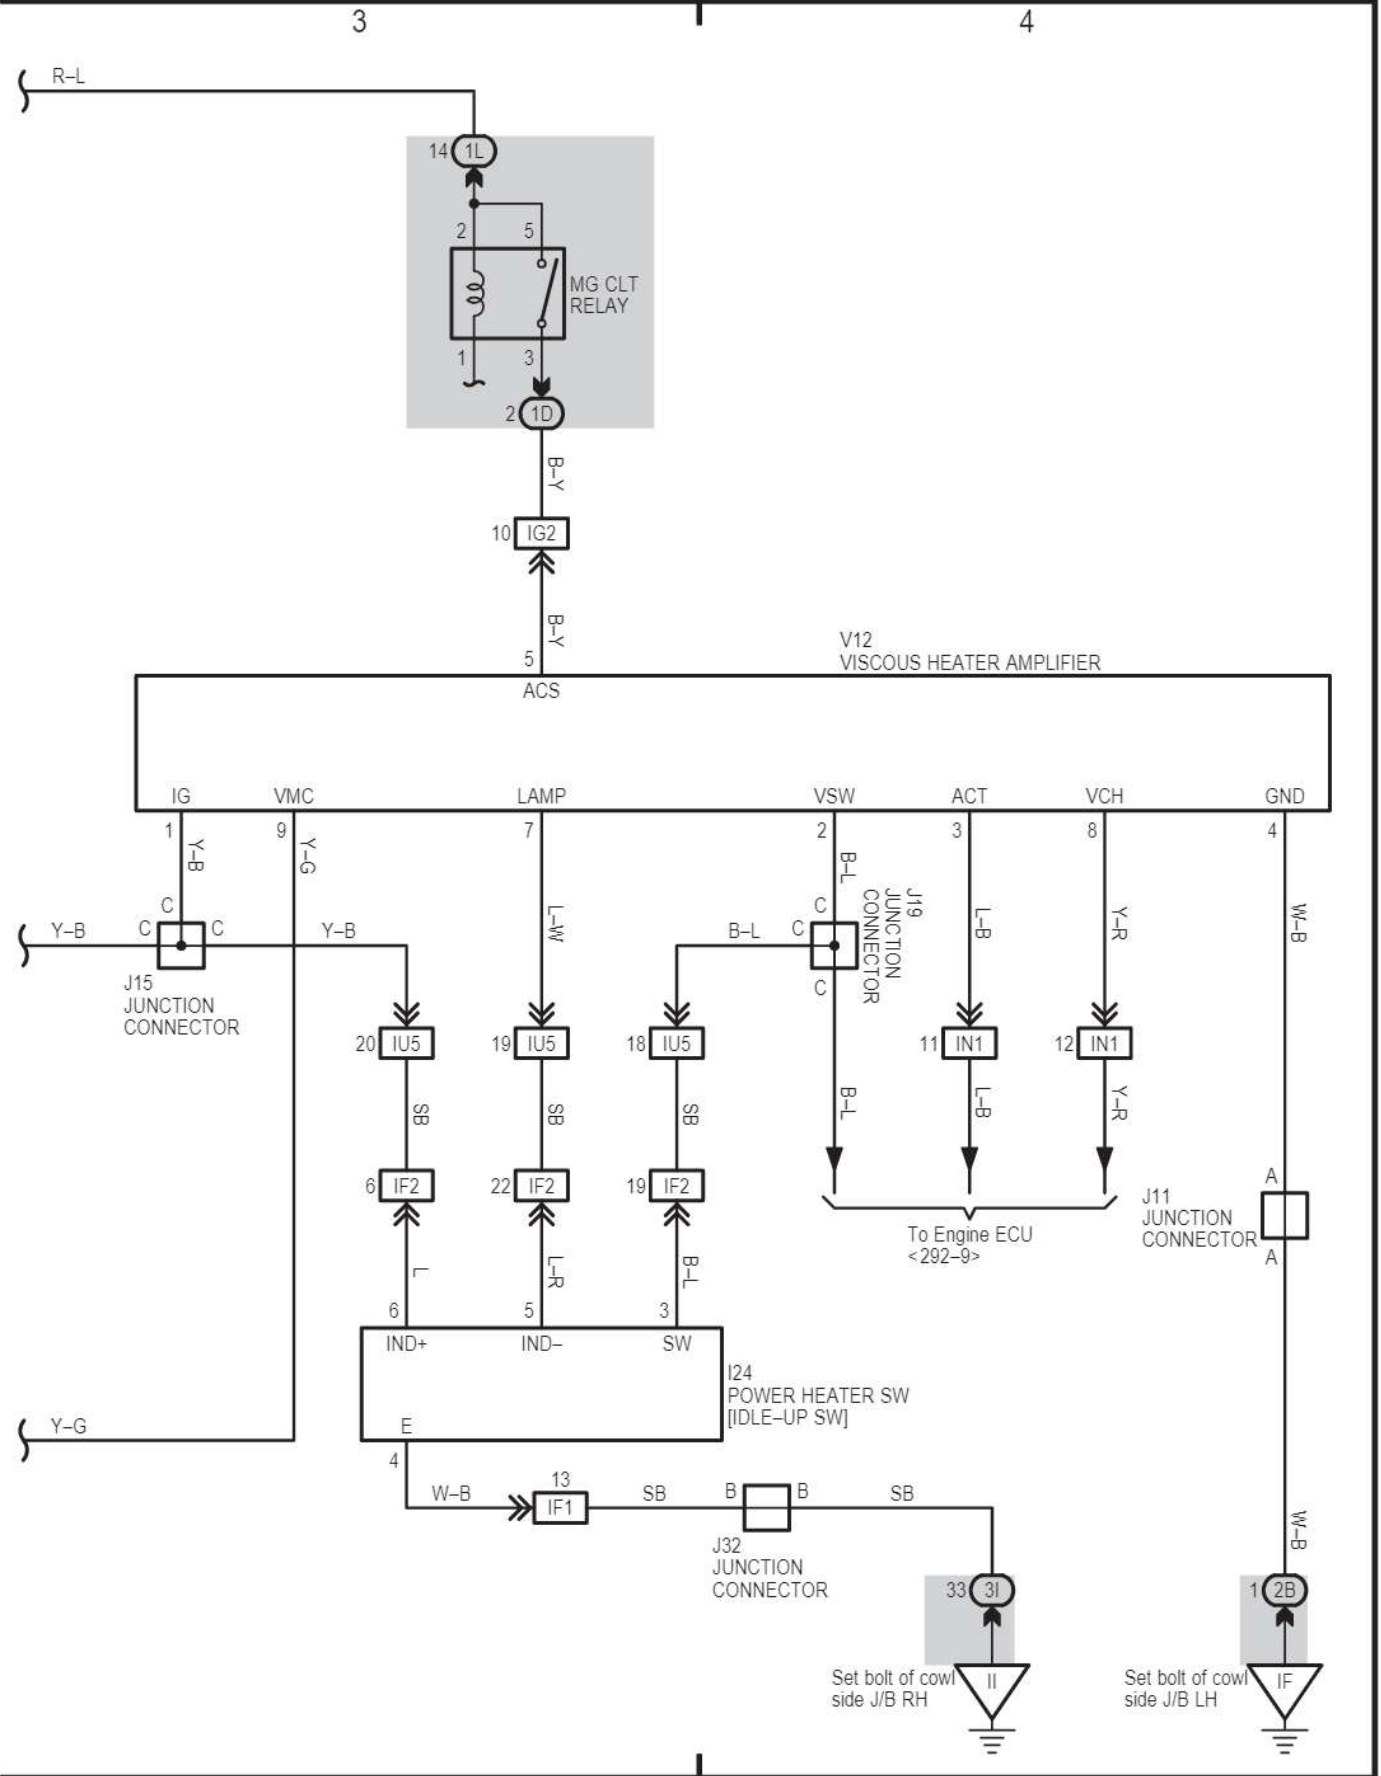 3
4
R–L
14
1L
2
5
MG CLT
RELAY
1
3
2
1D
B–Y
10
IG2
B–Y
5
V12
VISCOUS HEATER AMPLIFIER
ACS
IG
VMC
LAMP
VSW
ACT
VCH
GND
1
9
7
2
3
8
4
Y–B
Y–G
B–L
J19
JUNCTION
CONNECTOR
L–W
L–B
Y–R
W–B
Y–B
C
C
C
Y–B
B–L
C
C
C
J15
JUNCTION
CONNECTOR
20
IU5
19
IU5
18
IU5
11
IN1
12
IN1
SB
SB
SB
B–L
L–B
Y–R
6
IF2
22
IF2
19
IF2
A
J11
JUNCTION
CONNECTOR
A
To Engine ECU
<292–9>
L
L–R
B–L
6
5
3
IND+
IND–
SW
I24
POWER HEATER SW
[IDLE–UP SW]
Y–G
E
4
W–B
13
IF1
SB
B
B
SB
J32
JUNCTION
CONNECTOR
W–B
33
3I
1
2B
Set bolt of cowl
side J/B RH
II
Set bolt of cowl
side J/B LH
IF